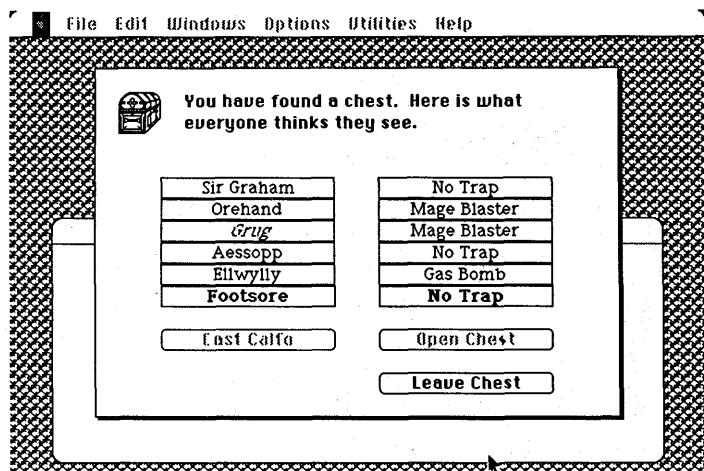 File Edit Windows Options Utilities Help
You have found a chest. Here is what
everyone thinks they see.
Sir Graham No Trap
Orehand Mage Blaster
Grug Mage Blaster
Aessopp No Trap
Ellwylly Gas Bomb
Footsore No Trap
Cast Calfo Open Chest
Leave Chest